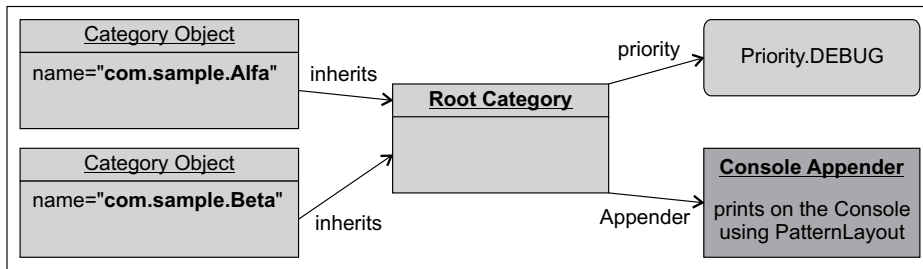 Category Object
name="com.sample.Alfa"
inherits
Category Object
name="com.sample.Beta"
inherits
Root Category
priority
Priority.DEBUG
Appender
Console Appender
prints on the Console
using PatternLayout